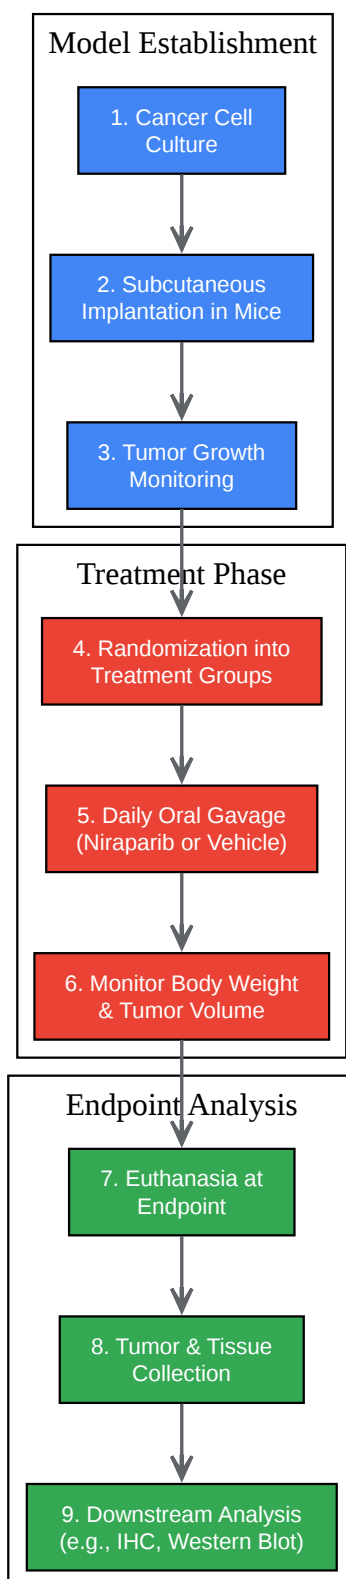 Model Establishment
1. Cancer Cell
Culture
2. Subcutaneous
Implantation in Mice
3. Tumor Growth
Monitoring
Treatment Phase
4. Randomization into
Treatment Groups
5. Daily Oral Gavage
(Niraparib or Vehicle)
6. Monitor Body Weight
& Tumor Volume
Endpoint Analysis
7. Euthanasia at
Endpoint
8. Tumor & Tissue
Collection
9. Downstream Analysis
(e.g., IHC, Western Blot)